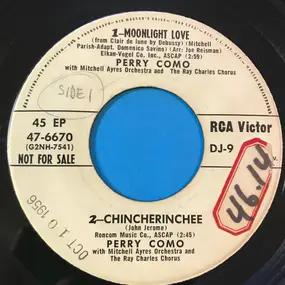 1-MOONLIGHT LOVE
(from Clair de lune by Debussy) (Mitchell
Parish-Adapt. Domenico Savino) (Arr: Joe Reisman)
Elkan-Vogel Co. Inc., ASCAP (2:59)
PERRY COMO
with Mitchell Ayres Orchestra and The Ray Charles Chorus
SIDE 1
45 EP
47-6670
(G2NH-7541)
NOT FOR SALE
RCA Victor
DJ-9
46.14
OCT 10 1956
2-CHINCHERINCHEE
(John Jerome)
Roncom Music Co., ASCAP (2:45)
PERRY COMO
with Mitchell Ayres Orchestra
and The Ray Charles Chorus